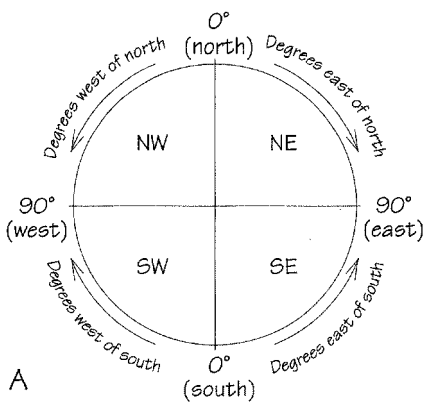 0°
(north)
Degrees west of north
Degrees east of north
NW
NE
90°
(west)
90°
(east)
SW
SE
Degrees west of south
Degrees east of south
0°
(south)
A